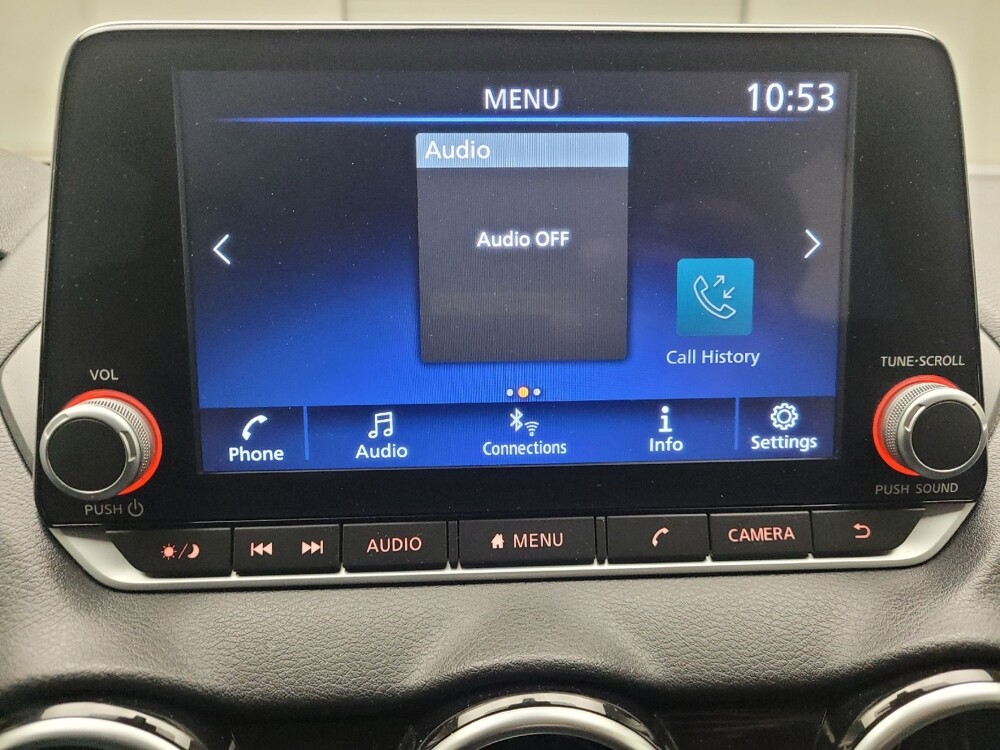 MENU
10:53
Audio
Audio OFF
Call History
VOL
TUNE·SCROLL
Phone
Audio
Connections
Info
Settings
PUSH
PUSH SOUND
AUDIO
MENU
CAMERA